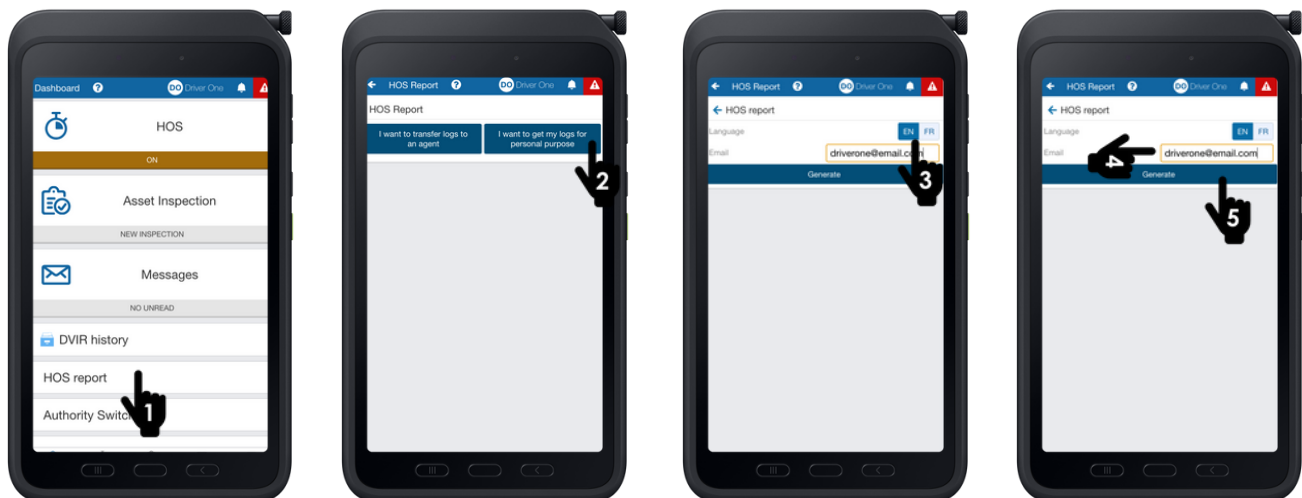 Dashboard ? DO Driver One
HOS
ON
Asset Inspection
NEW INSPECTION
Messages
NO UNREAD
DVIR history
HOS report
Authority Switch
1
HOS Report ? DO Driver One
HOS Report
I want to transfer logs to
an agent
I want to get my logs for
personal purpose
2
HOS Report ? DO Driver One
HOS report
Language EN FR
Email driverone@email.com
Generate
3
HOS Report ? DO Driver One
HOS report
Language EN FR
Email driverone@email.com
4
Generate
5